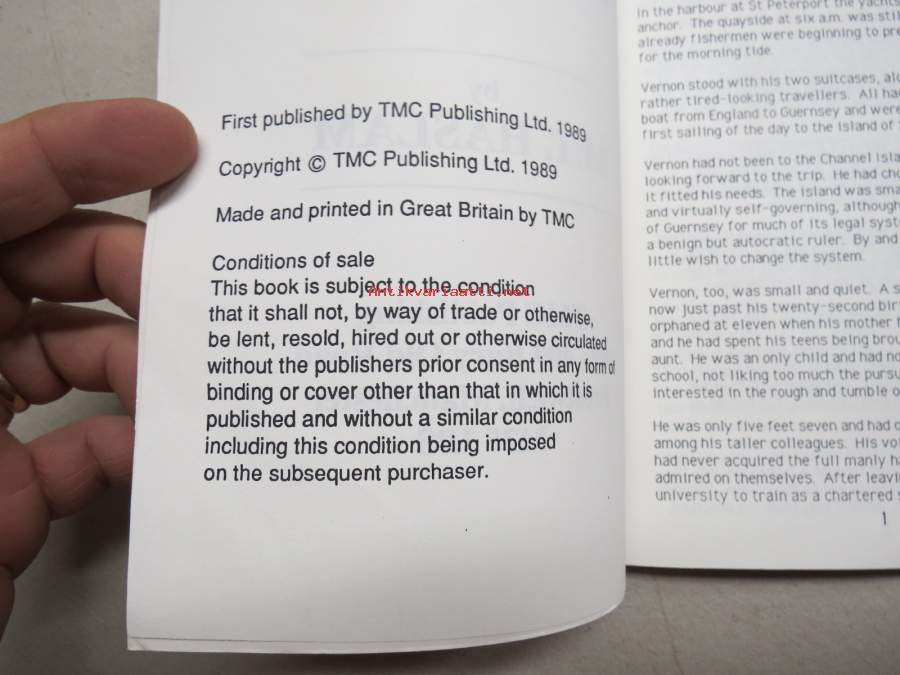 First published by TMC Publishing Ltd. 1989
Copyright © TMC Publishing Ltd. 1989
Made and printed in Great Britain by TMC
Conditions of sale
This book is subject to the condition
that it shall not, by way of trade or otherwise,
be lent, resold, hired out or otherwise circulated
without the publishers prior consent in any form of
binding or cover other than that in which it is
published and without a similar condition
including this condition being imposed
on the subsequent purchaser.
Antikvariaatti.net
In the harbour at St Peterport the yachts
anchor. The quayside at six a.m. was
already fishermen were beginning to
for the morning tide.
Vernon stood with his two suitcases,
rather tired-looking travellers. All
boat from England to Guernsey and were
first sailing of the day to the island of
Vernon had not been to the Channel
looking forward to the trip. He had
it fitted his needs. The island was
and virtually self-governing,
of Guernsey for much of its legal
a benign but autocratic ruler. By and
little wish to change the system.
Vernon, too, was small and quiet. A
now just past his twenty-second
orphaned at eleven when his mother
and he had spent his teens being
aunt. He was an only child and had
school, not liking too much the
interested in the rough and tumble
He was only five feet seven and had
among his taller colleagues. His
had never acquired the full manly
admired on themselves. After
university to train as a chartered
1